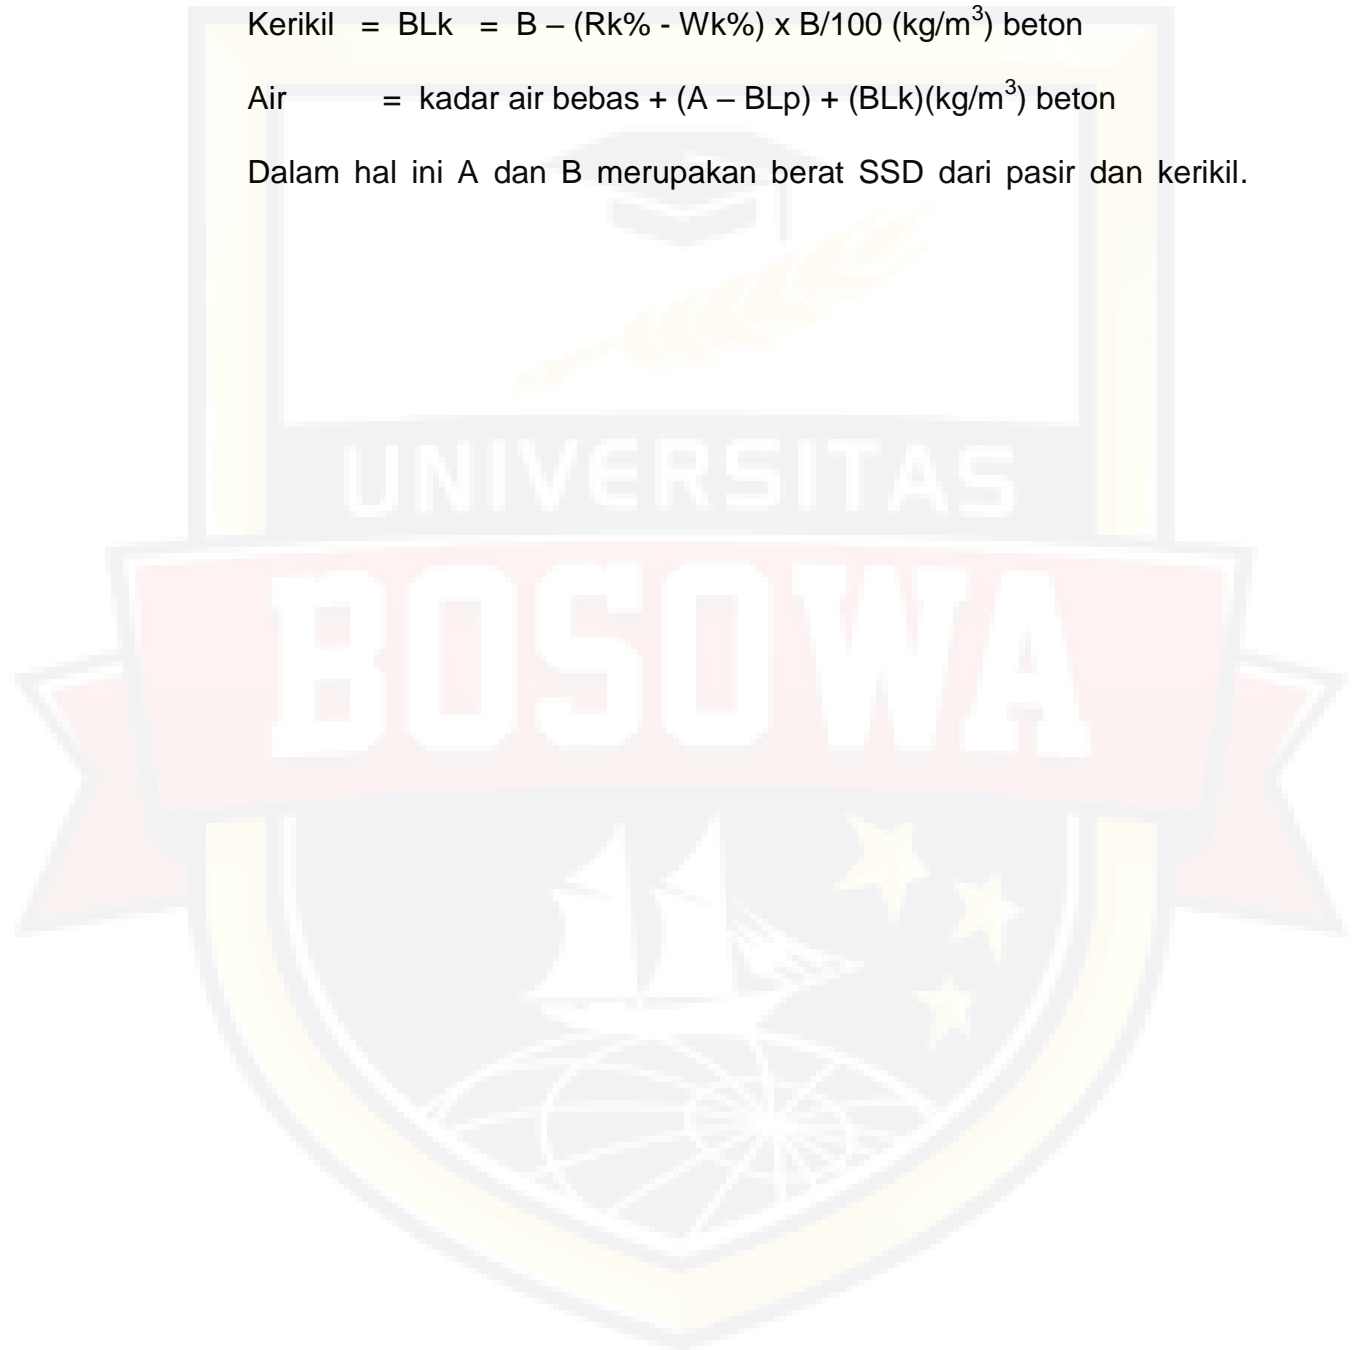 Kerikil = BLk = B – (Rk% - Wk%) x B/100 (kg/m³) beton
Air = kadar air bebas + (A – BLp) + (BLk)(kg/m³) beton
Dalam hal ini A dan B merupakan berat SSD dari pasir dan kerikil.
UNIVERSITAS
BOSOWA